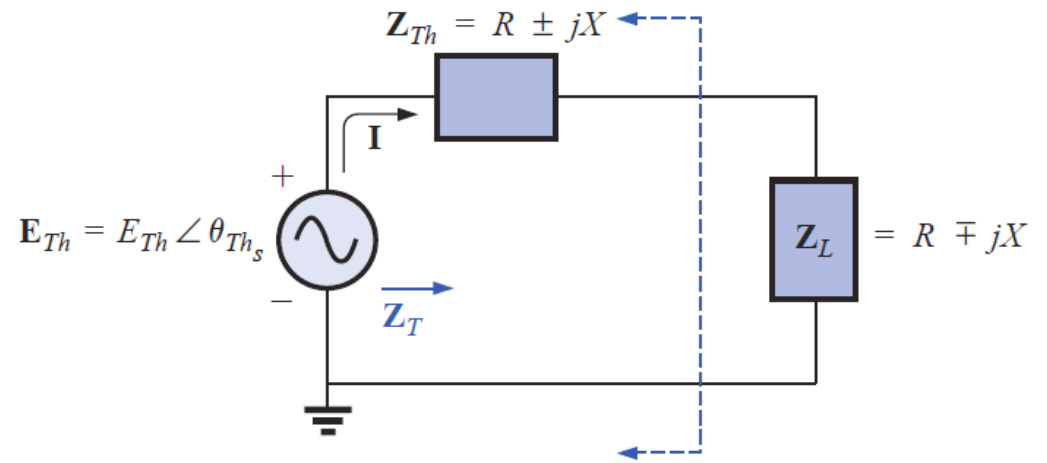 Z_Th = R ± jX
I
+
E_Th = E_Th ∠ θ_Th_s
Z_L = R ∓ jX
−
Z_T